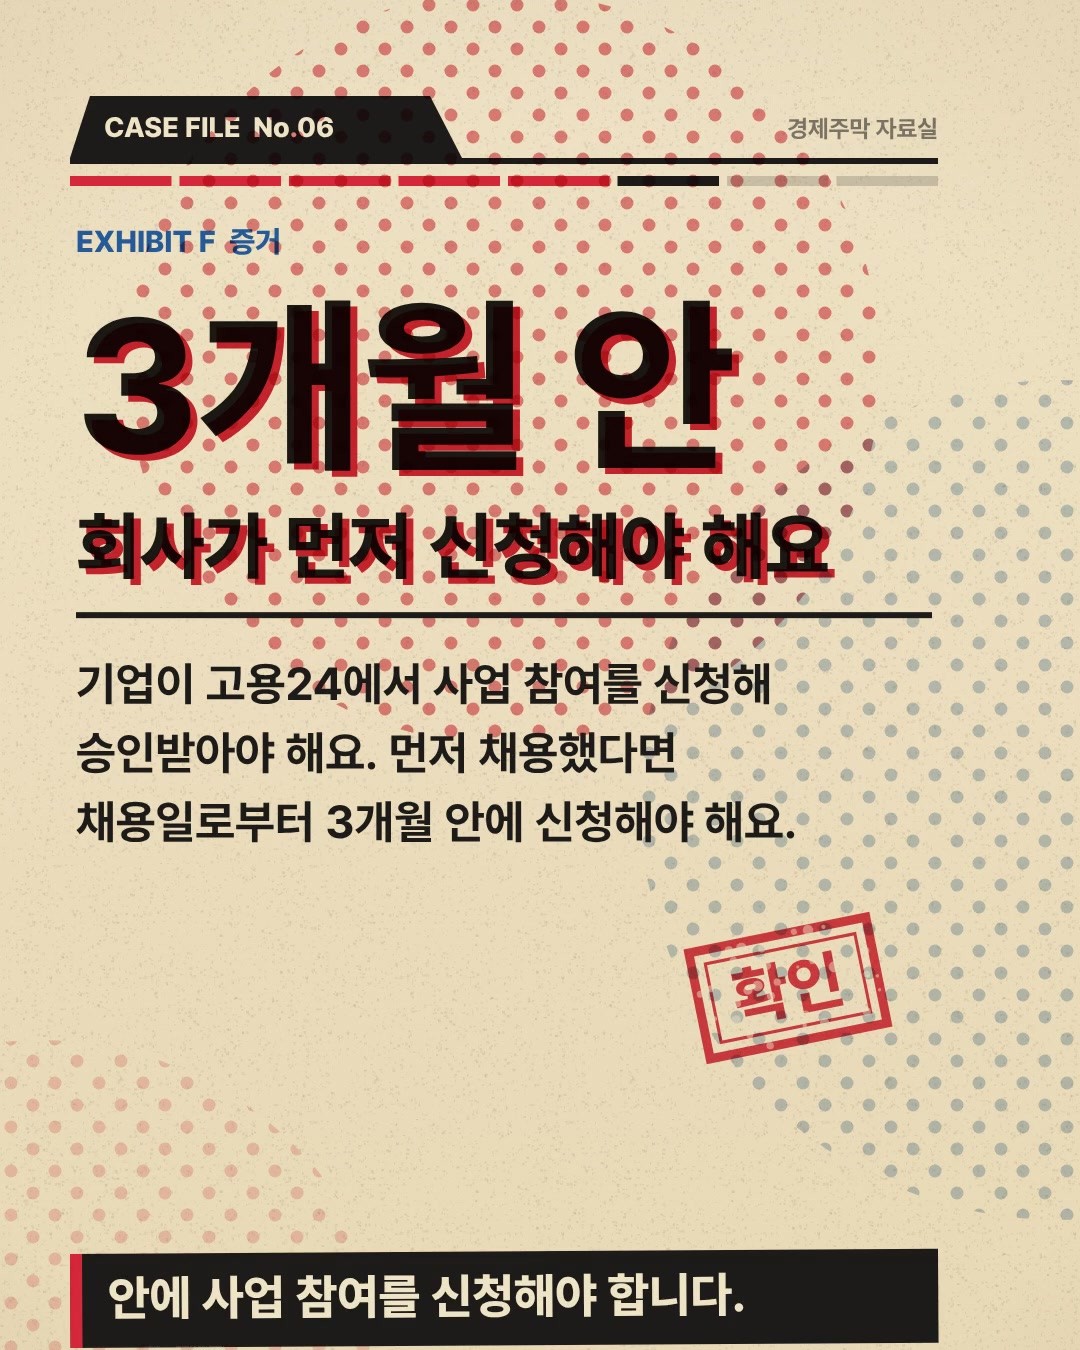 CASE FILE No.06
경제주막 자료실
EXHIBIT F 증거
3개월 안
회사가 먼저 신청해야 해요
기업이 고용24에서 사업 참여를 신청해
승인받아야 해요. 먼저 채용했다면
채용일로부터 3개월 안에 신청해야 해요.
확인
안에 사업 참여를 신청해야 합니다.